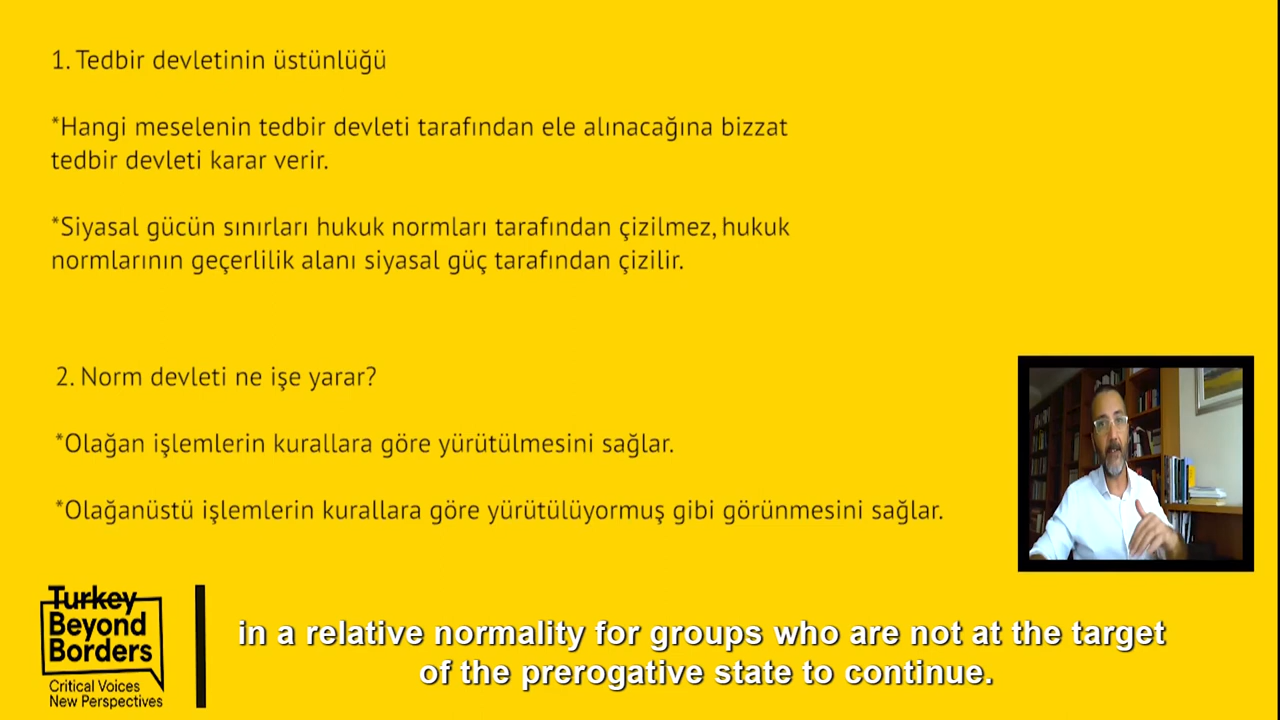 1. Tedbir devletinin üstünlüğü
*Hangi meselenin tedbir devleti tarafından ele alınacağına bizzat
tedbir devleti karar verir.
*Siyasal gücün sınırları hukuk normları tarafından çizilmez, hukuk
normlarının geçerlilik alanı siyasal güç tarafından çizilir.
2. Norm devleti ne işe yarar?
*Olağan işlemlerin kurallara göre yürütülmesini sağlar.
*Olağanüstü işlemlerin kurallara göre yürütülüyormuş gibi görünmesini sağlar.
Turkey
Beyond
Borders
Critical Voices
New Perspectives
in a relative normality for groups who are not at the target
of the prerogative state to continue.